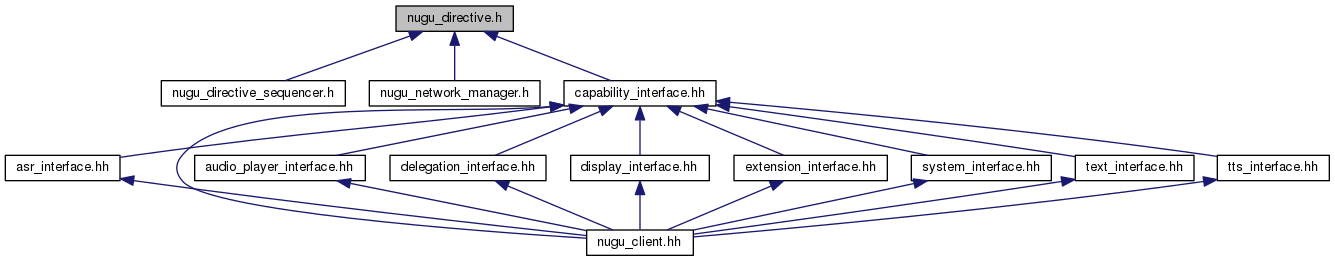 nugu_directive.h
nugu_directive_sequencer.h
nugu_network_manager.h
capability_interface.hh
asr_interface.hh
audio_player_interface.hh
delegation_interface.hh
display_interface.hh
extension_interface.hh
system_interface.hh
text_interface.hh
tts_interface.hh
nugu_client.hh